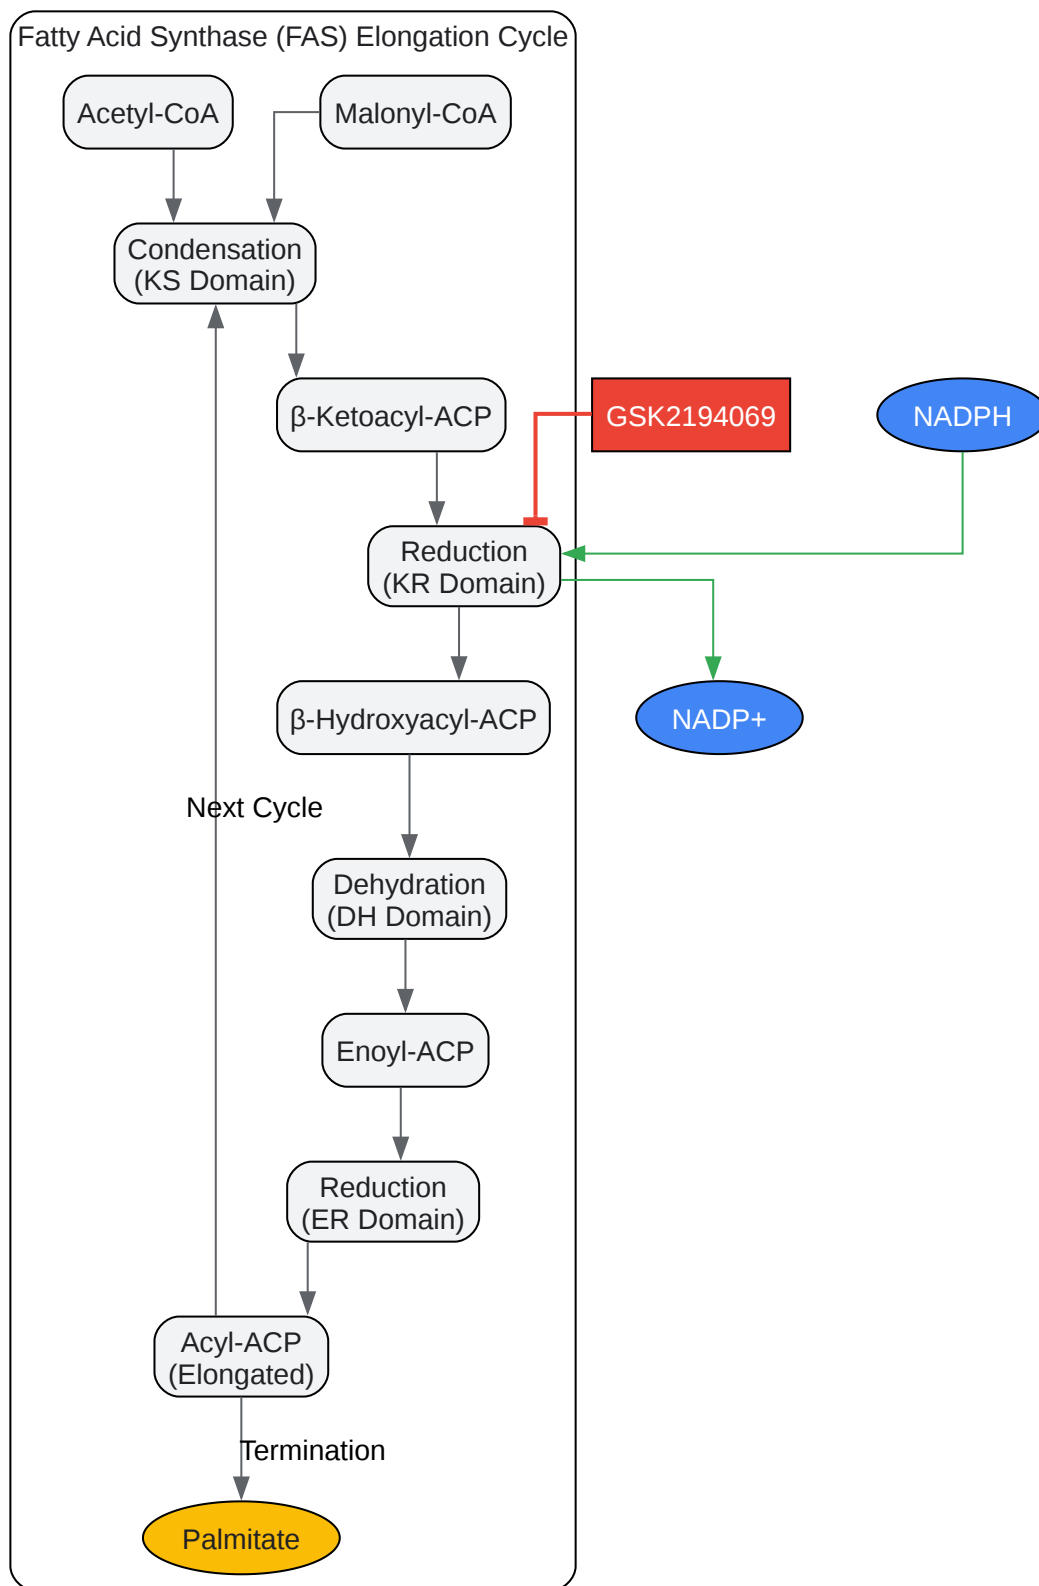 Fatty Acid Synthase (FAS) Elongation Cycle
Acetyl-CoA
Malonyl-CoA
Condensation
(KS Domain)
β-Ketoacyl-ACP
GSK2194069
NADPH
Reduction
(KR Domain)
β-Hydroxyacyl-ACP
NADP+
Next Cycle
Dehydration
(DH Domain)
Enoyl-ACP
Reduction
(ER Domain)
Acyl-ACP
(Elongated)
Termination
Palmitate